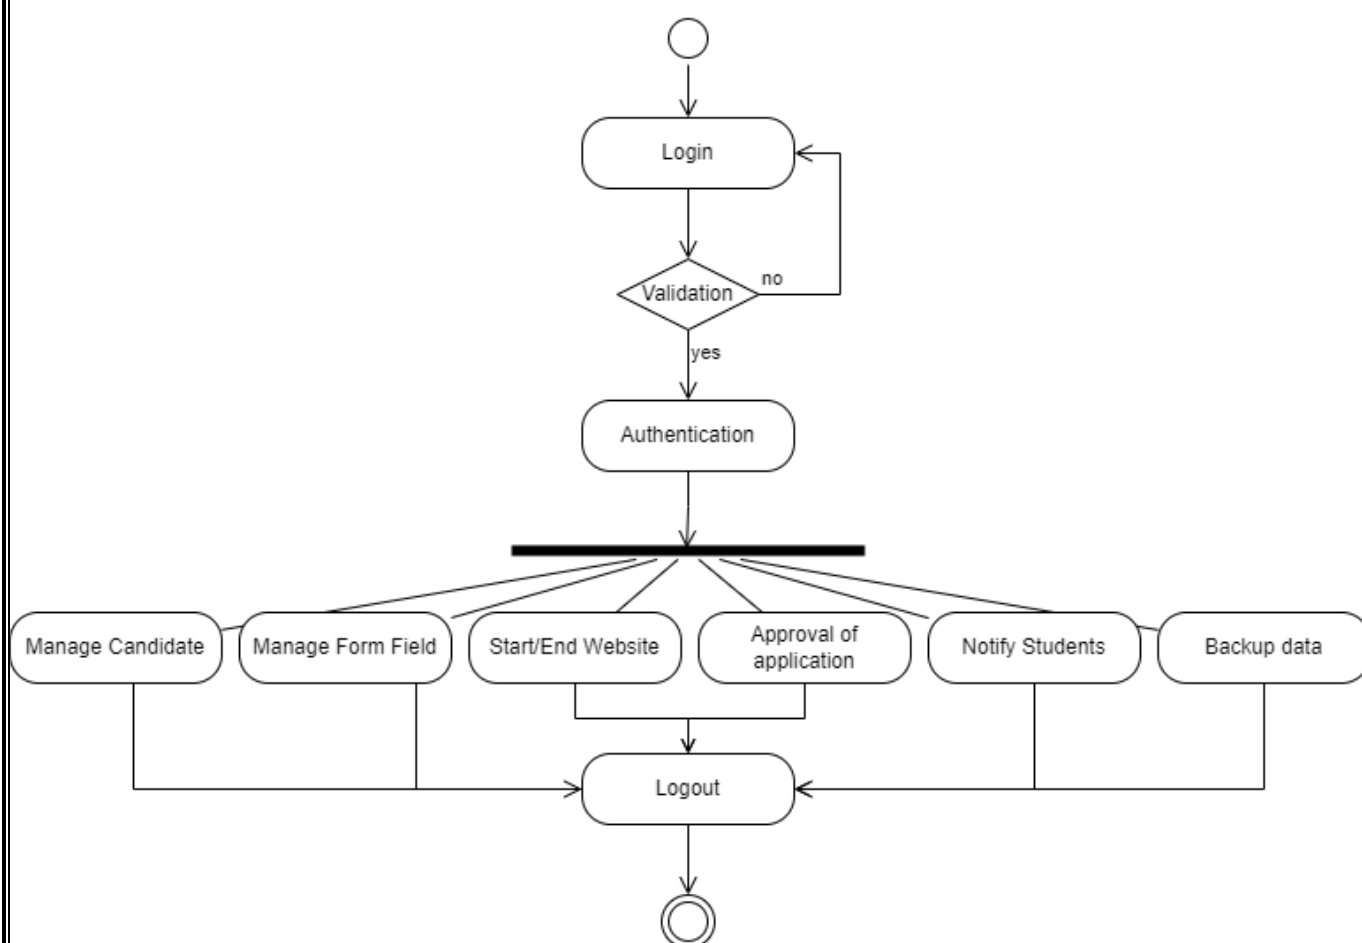 Login
Validation
no
yes
Authentication
Manage Candidate
Manage Form Field
Start/End Website
Approval of
application
Notify Students
Backup data
Logout